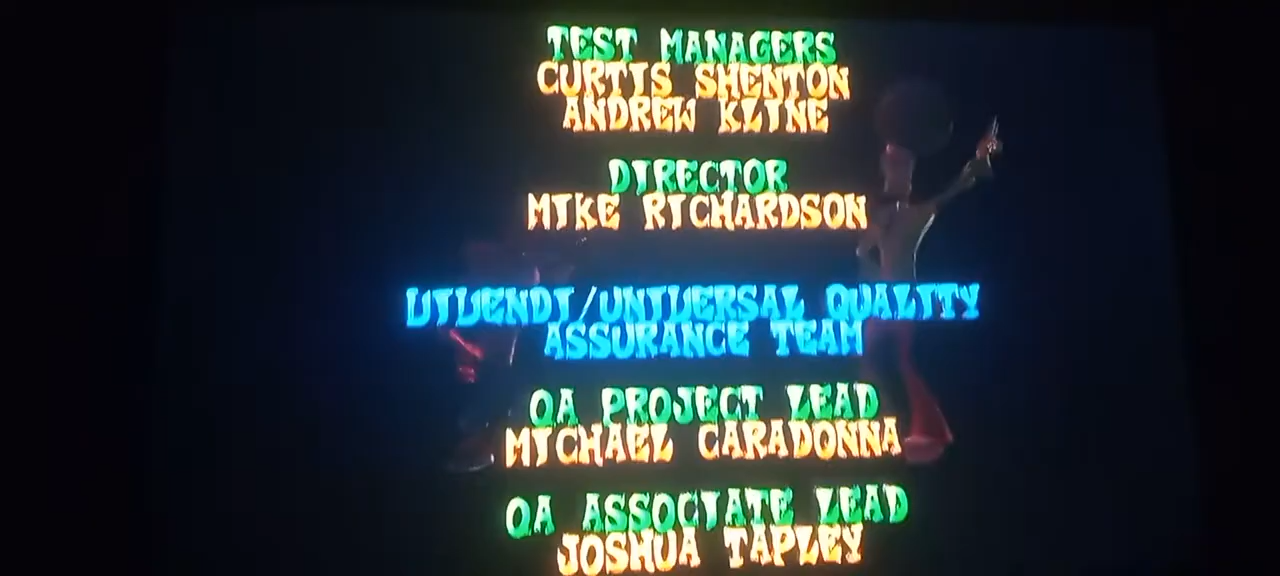 TEST MANAGERS
CURTIS SHENTON
ANDREW KLINE
DIRECTOR
MIKE RICHARDSON
VIVENDI/UNIVERSAL QUALITY
ASSURANCE TEAM
QA PROJECT LEAD
MICHAEL CARADONNA
QA ASSOCIATE LEAD
JOSHUA TAPLEY